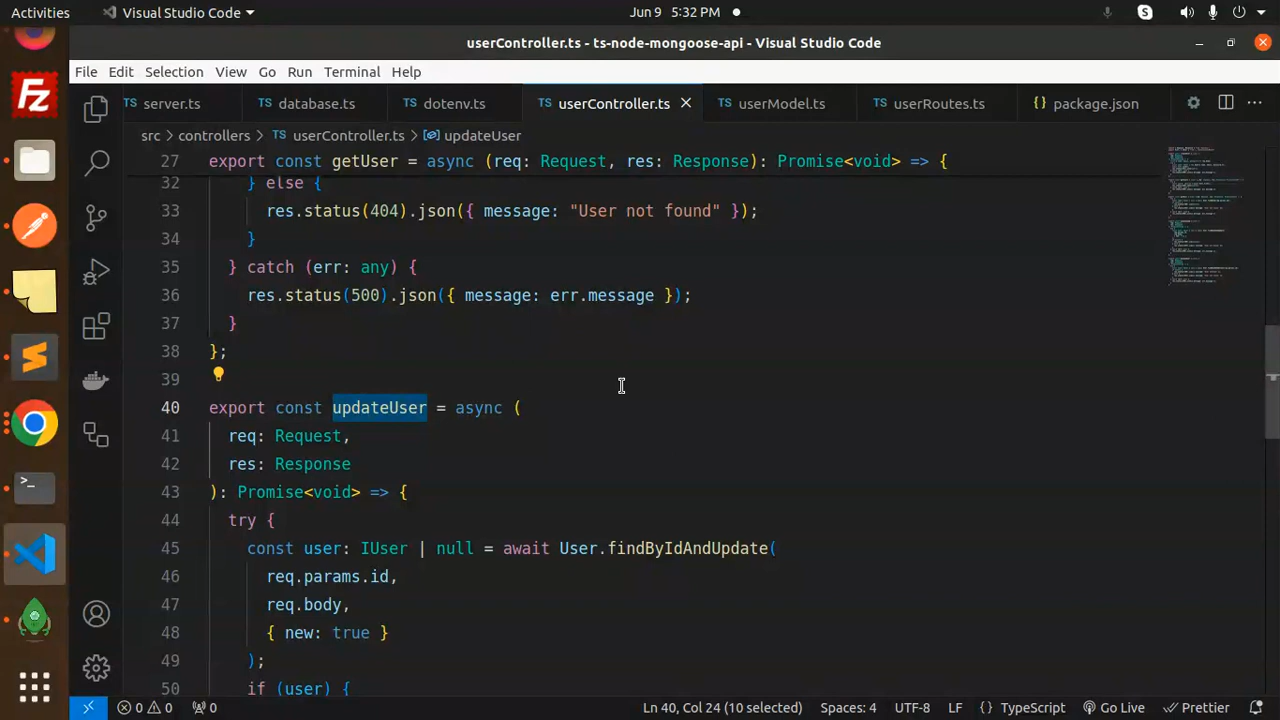 Activities Visual Studio Code Jun 9 5:32 PM
userController.ts - ts-node-mongoose-api - Visual Studio Code
File Edit Selection View Go Run Terminal Help
server.ts database.ts dotenv.ts userController.ts userModel.ts userRoutes.ts package.json
src > controllers > userController.ts > updateUser
27 export const getUser = async (req: Request, res: Response): Promise<void> => {
32 } else {
33 res.status(404).json({ message: "User not found" });
34 }
35 } catch (err: any) {
36 res.status(500).json({ message: err.message });
37 }
38 };
39
40 export const updateUser = async (
41 req: Request,
42 res: Response
43 ): Promise<void> => {
44 try {
45 const user: IUser | null = await User.findByIdAndUpdate(
46 req.params.id,
47 req.body,
48 { new: true }
49 );
50 if (user) {
0 0 0 Ln 40, Col 24 (10 selected) Spaces: 4 UTF-8 LF {} TypeScript Go Live Prettier